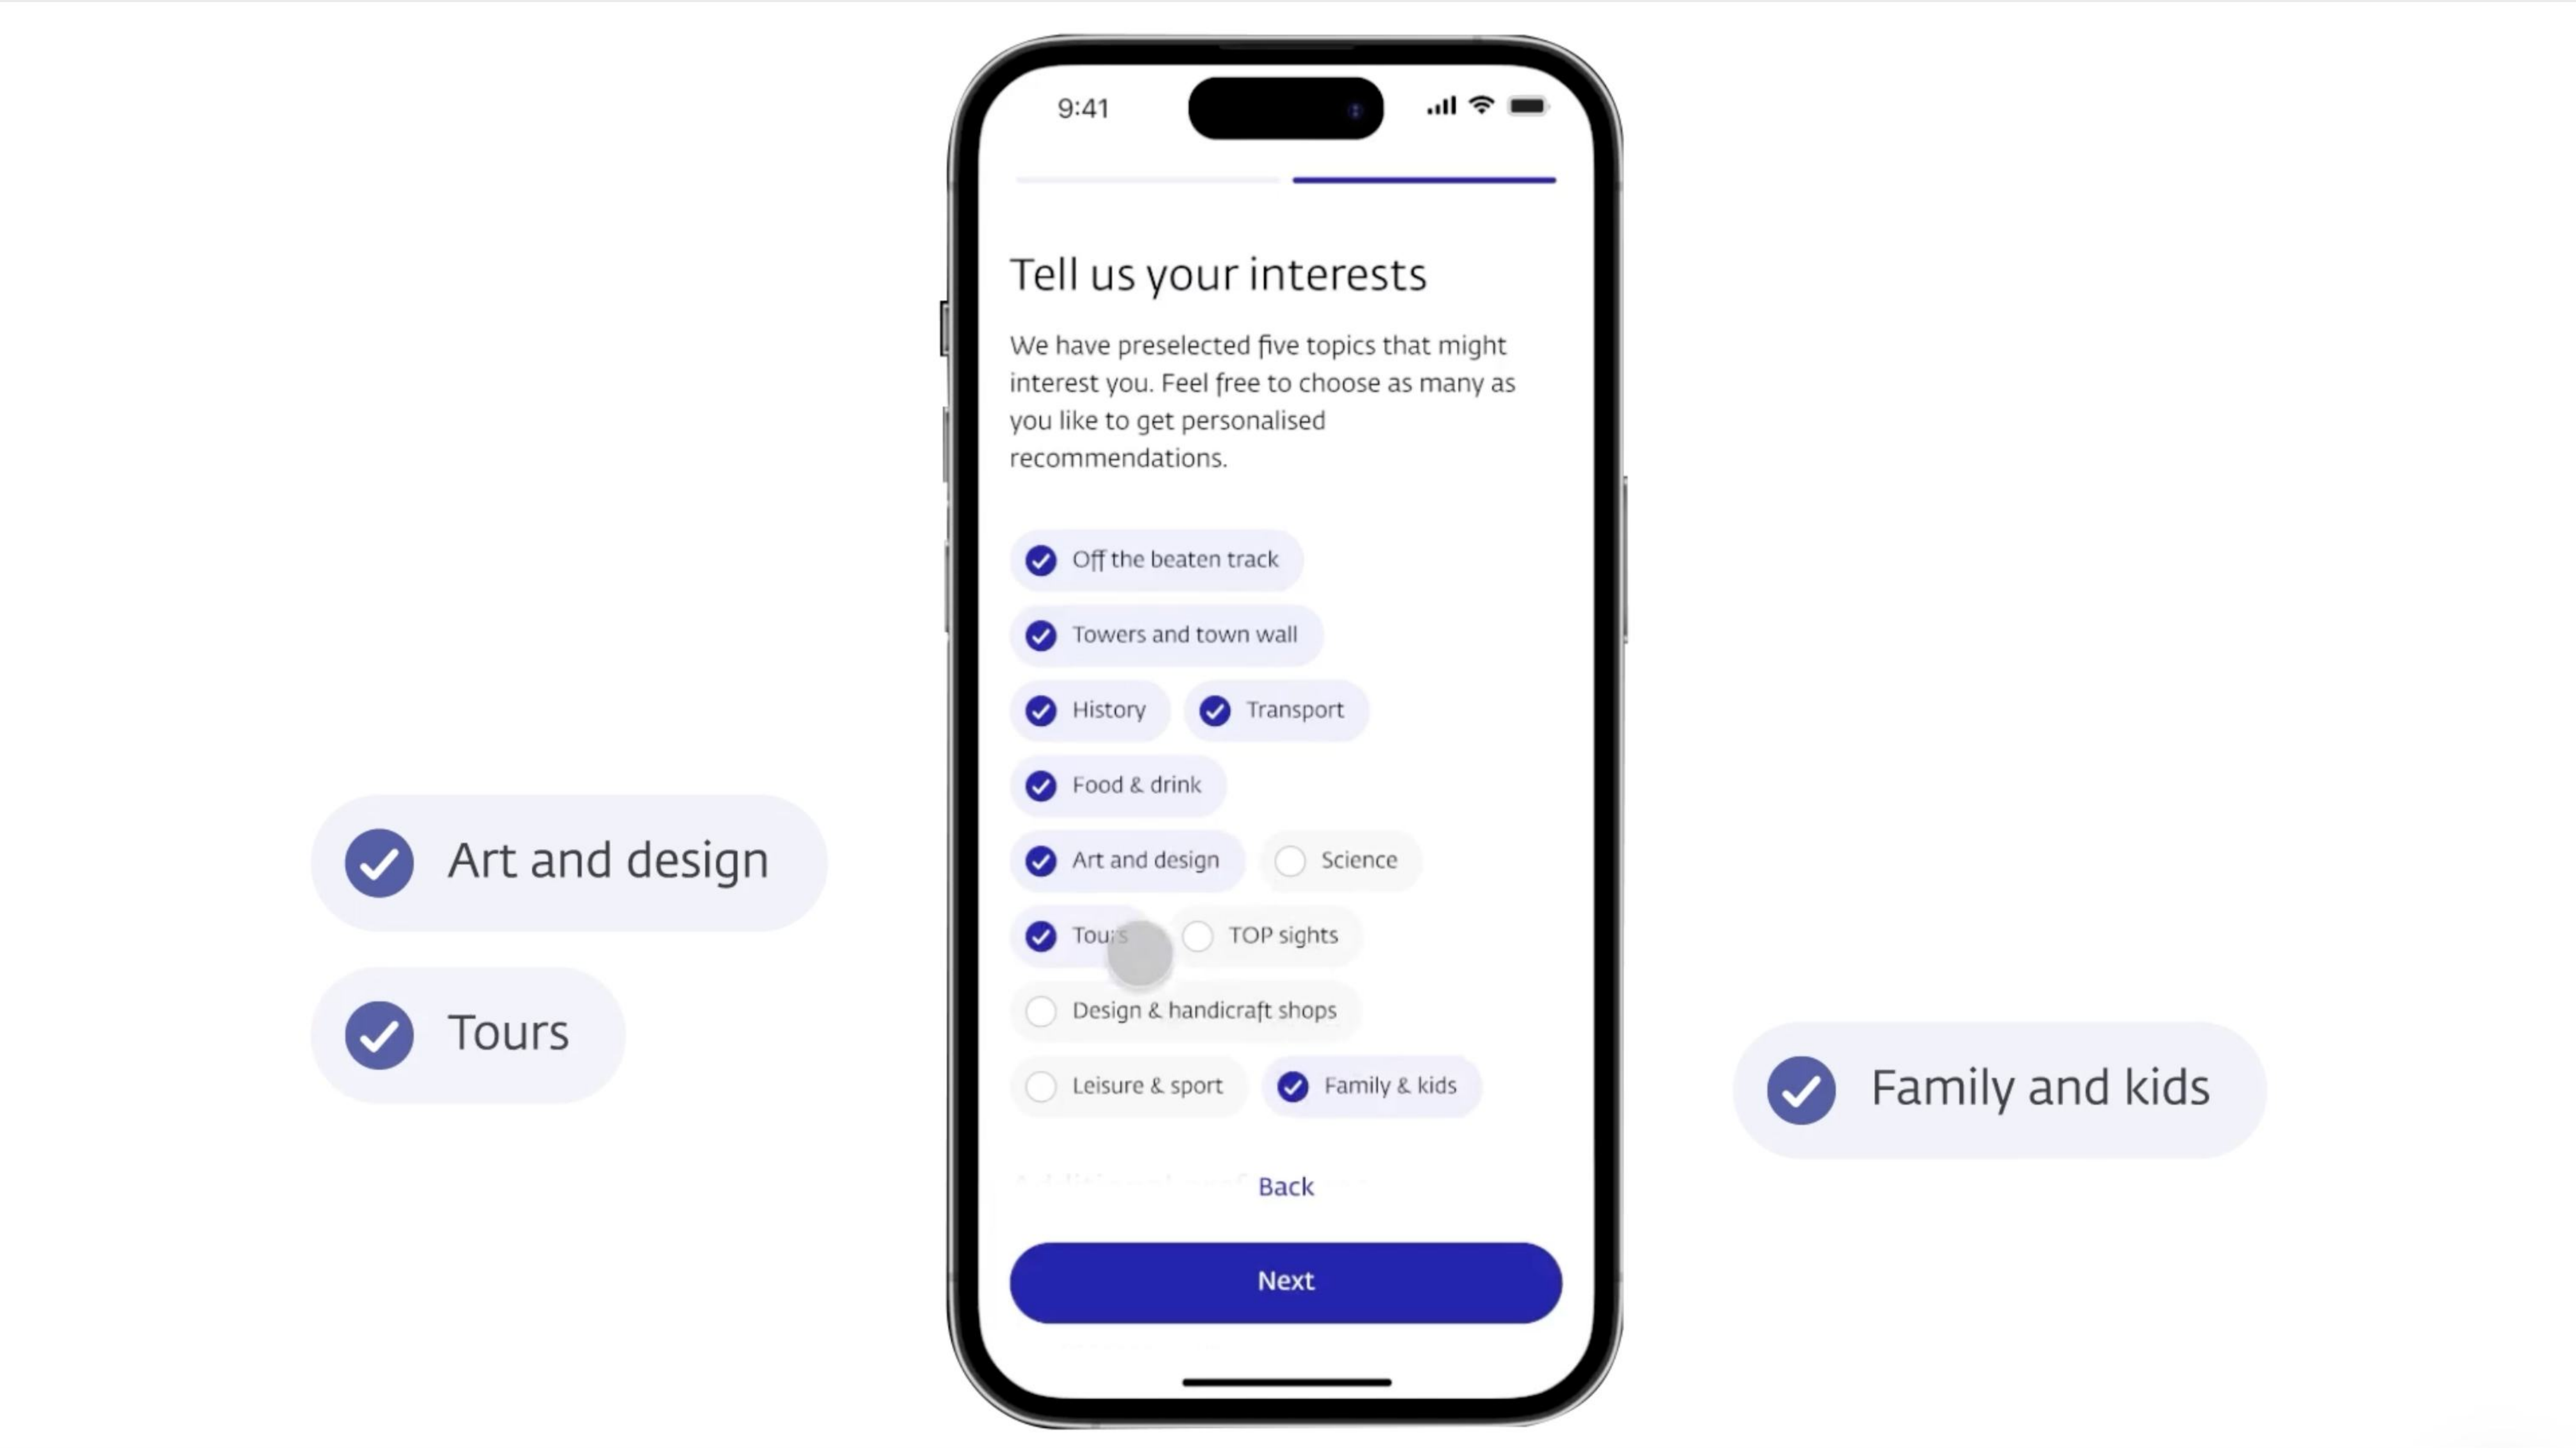 9:41
Tell us your interests
We have preselected five topics that might
interest you. Feel free to choose as many as
you like to get personalised
recommendations.
Off the beaten track
Towers and town wall
History Transport
Food & drink
Art and design Science
Tours TOP sights
Design & handicraft shops
Leisure & sport Family & kids
Back
Next
Art and design
Tours
Family and kids